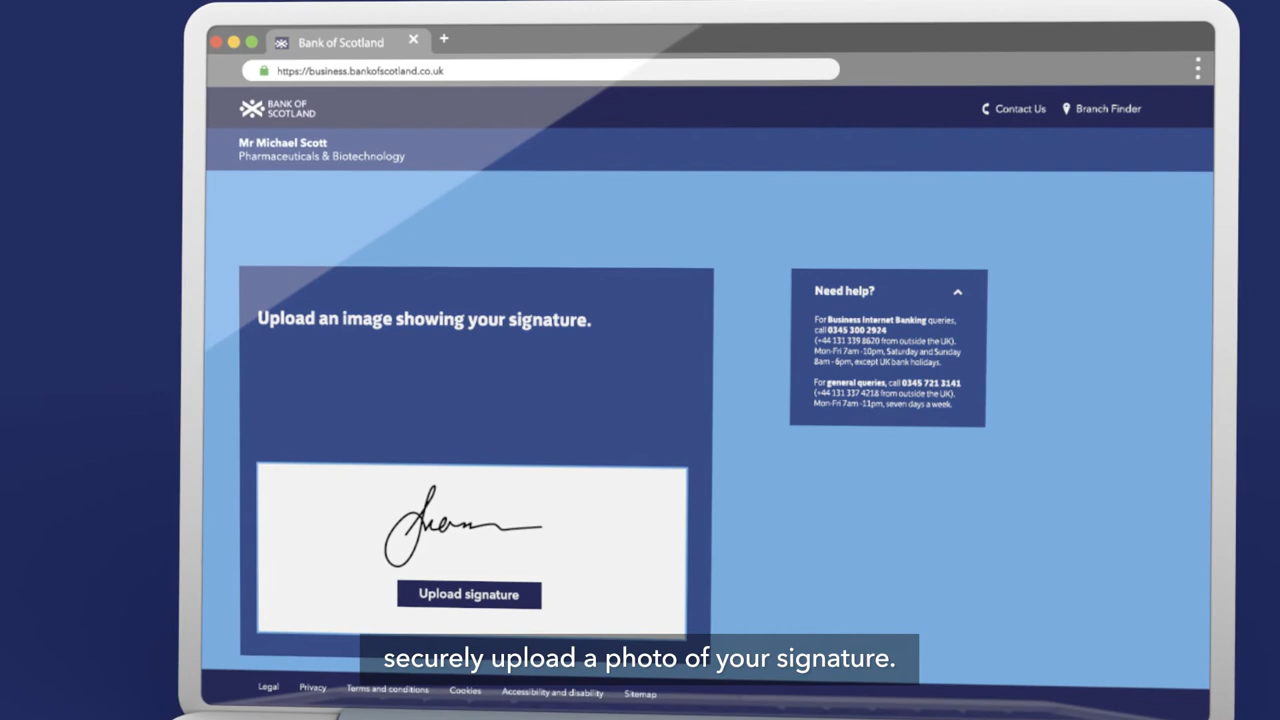 Bank of Scotland
https://business.bankofscotland.co.uk
BANK OF
SCOTLAND
Contact Us
Branch Finder
Mr Michael Scott
Pharmaceuticals & Biotechnology
Upload an image showing your signature.
Need help?
For Business Internet Banking queries,
call 0345 300 2924
(+44 131 339 8620 from outside the UK).
Mon-Fri 7am -10pm, Saturday and Sunday
8am - 6pm, except UK bank holidays.
For general queries, call 0345 721 3141
(+44 131 337 4218 from outside the UK).
Mon-Fri 7am -11pm, seven days a week.
Upload signature
securely upload a photo of your signature.
Legal
Privacy
Terms and conditions
Cookies
Accessibility and disability
Sitemap